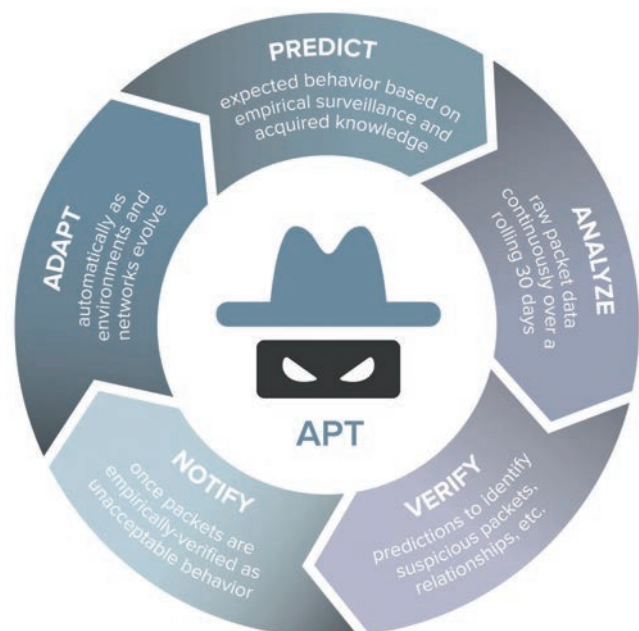 PREDICT
expected behavior based on
empirical surveillance and
acquired knowledge
ANALYZE
raw packet data
continuously over a
rolling 30 days
VERIFY
predictions to identify
suspicious packets,
relationships, etc.
NOTIFY
once packets are
empirically-verified as
unacceptable behavior
ADAPT
automatically as
environments and
networks evolve
APT